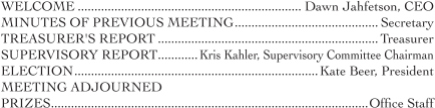 WELCOME ................................................................................ Dawn Jahfetson, CEO
MINUTES OF PREVIOUS MEETING............................................. Secretary
TREASURER'S REPORT ...................................................................... Treasurer
SUPERVISORY REPORT............ Kris Kahler, Supervisory Committee Chairman
ELECTION............................................................................. Kate Beer, President
MEETING ADJOURNED
PRIZES.................................................................................................... Office Staff